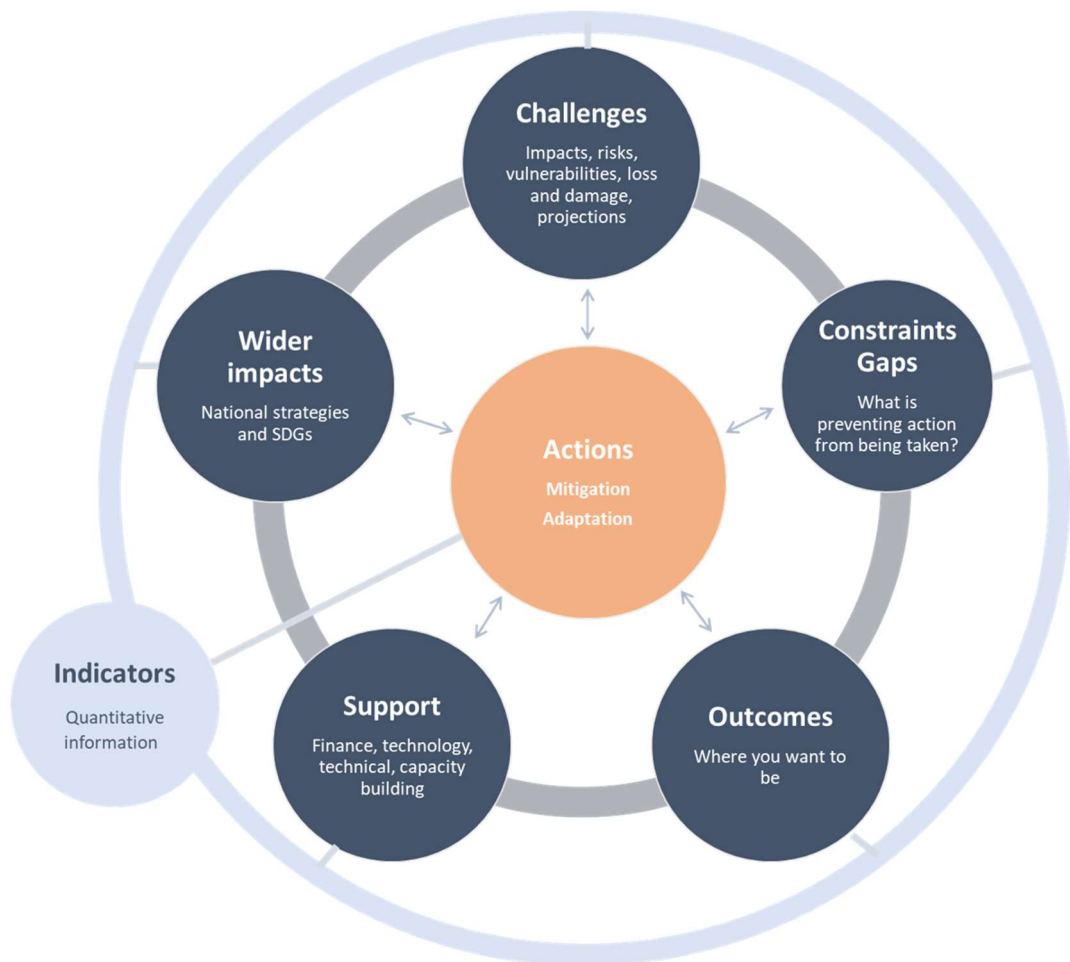 Challenges
Impacts, risks,
vulnerabilities, loss
and damage,
projections
Wider
impacts
National strategies
and SDGs
Constraints
Gaps
What is
preventing action
from being taken?
Actions
Mitigation
Adaptation
Indicators
Quantitative
information
Support
Finance, technology,
technical, capacity
building
Outcomes
Where you want to
be